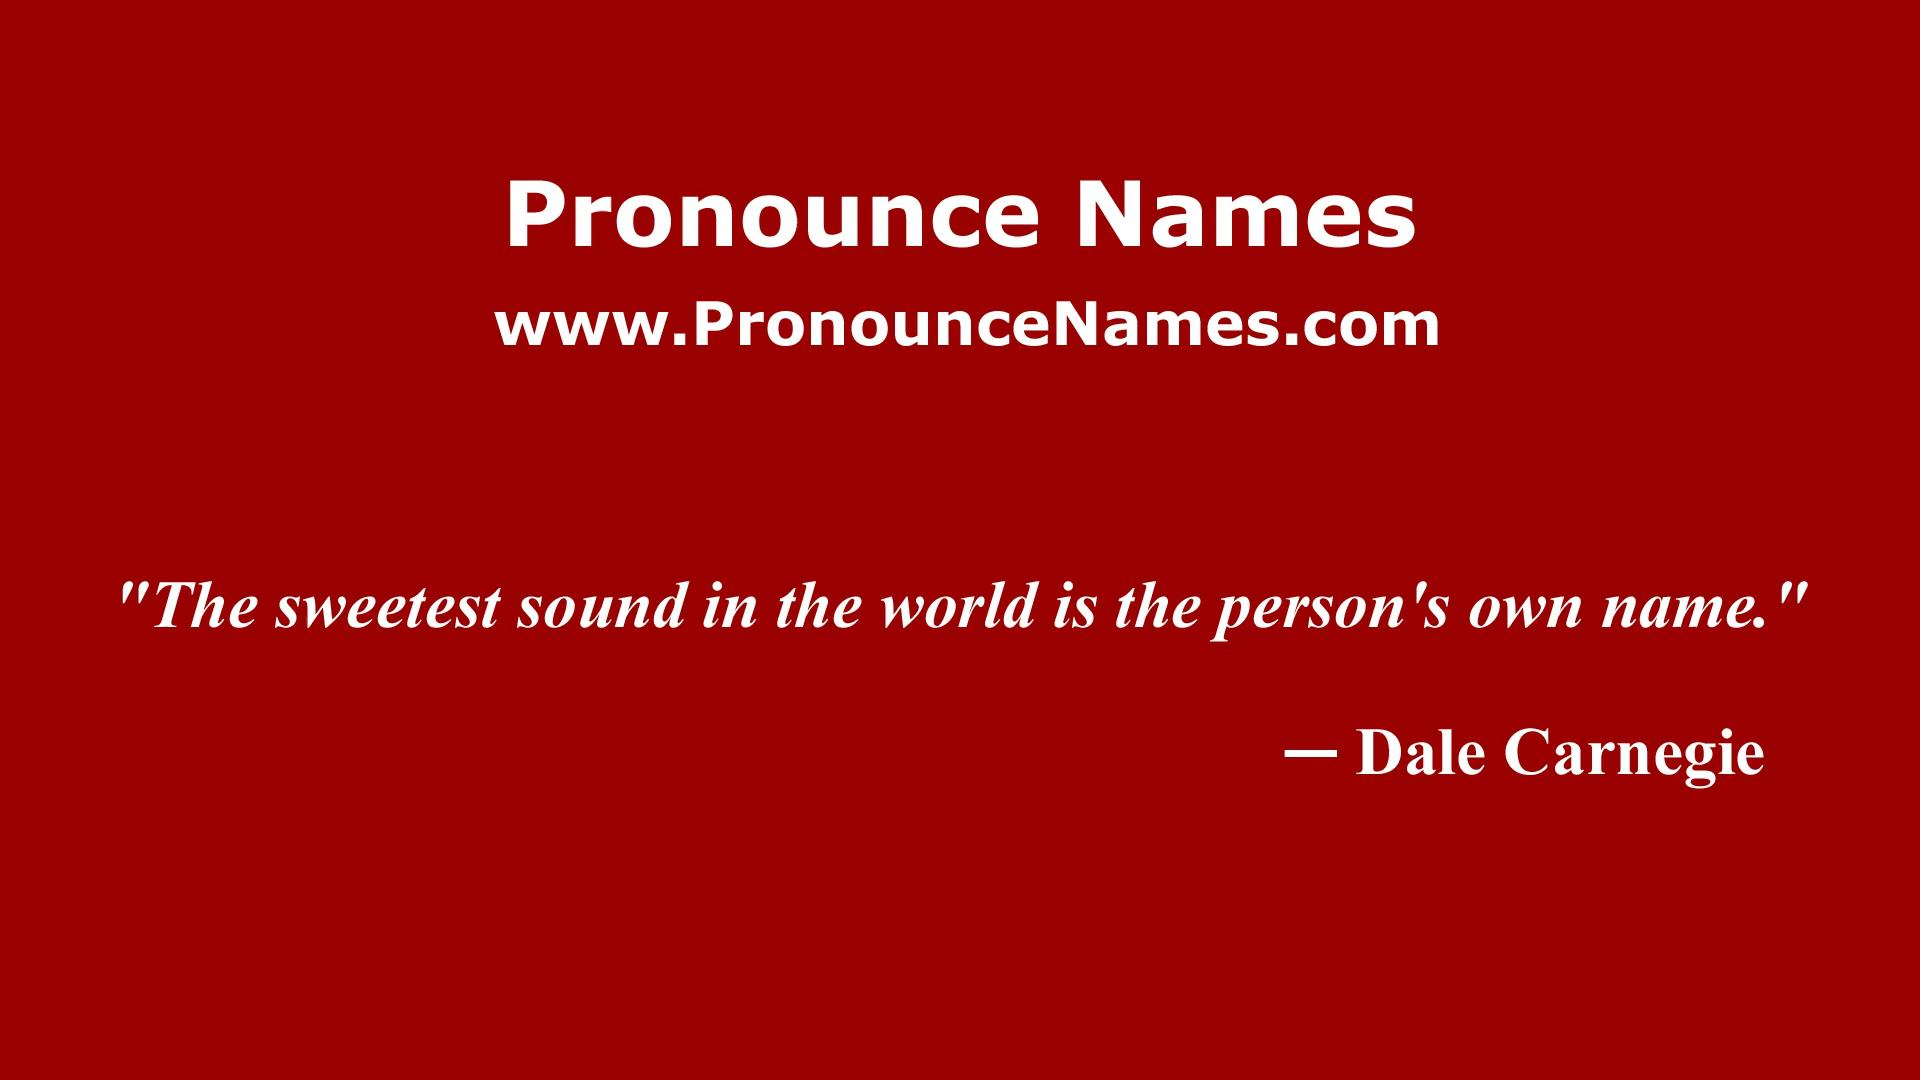 Pronounce Names
www.PronounceNames.com
"The sweetest sound in the world is the person's own name."
— Dale Carnegie